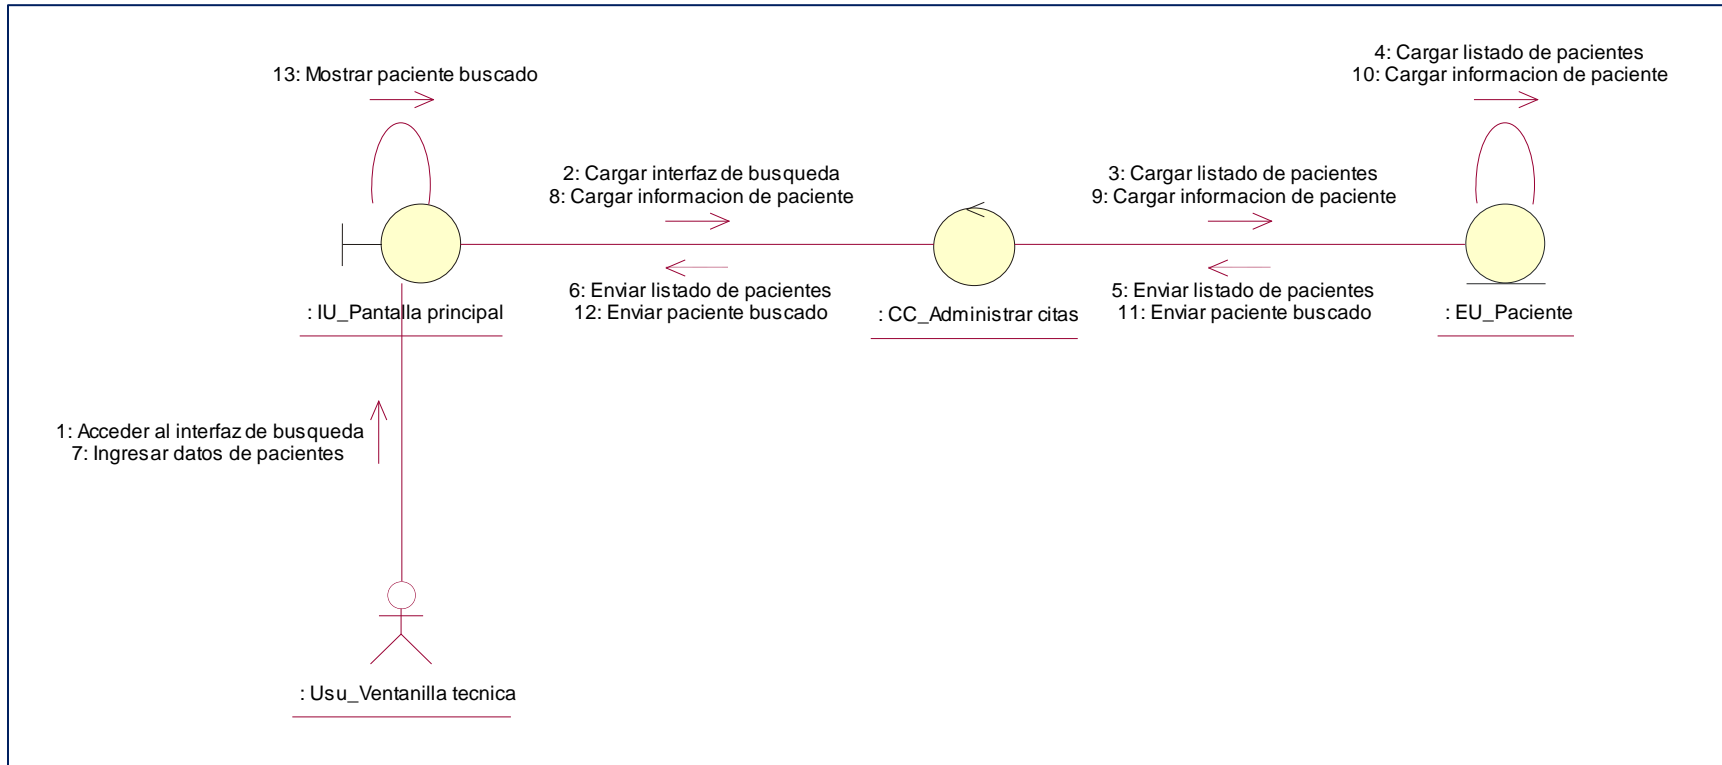 4: Cargar listado de pacientes
10: Cargar informacion de paciente
13: Mostrar paciente buscado
2: Cargar interfaz de busqueda
8: Cargar informacion de paciente
3: Cargar listado de pacientes
9: Cargar informacion de paciente
6: Enviar listado de pacientes
12: Enviar paciente buscado
5: Enviar listado de pacientes
11: Enviar paciente buscado
: IU_Pantalla principal
: CC_Administrar citas
: EU_Paciente
1: Acceder al interfaz de busqueda
7: Ingresar datos de pacientes
: Usu_Ventanilla tecnica